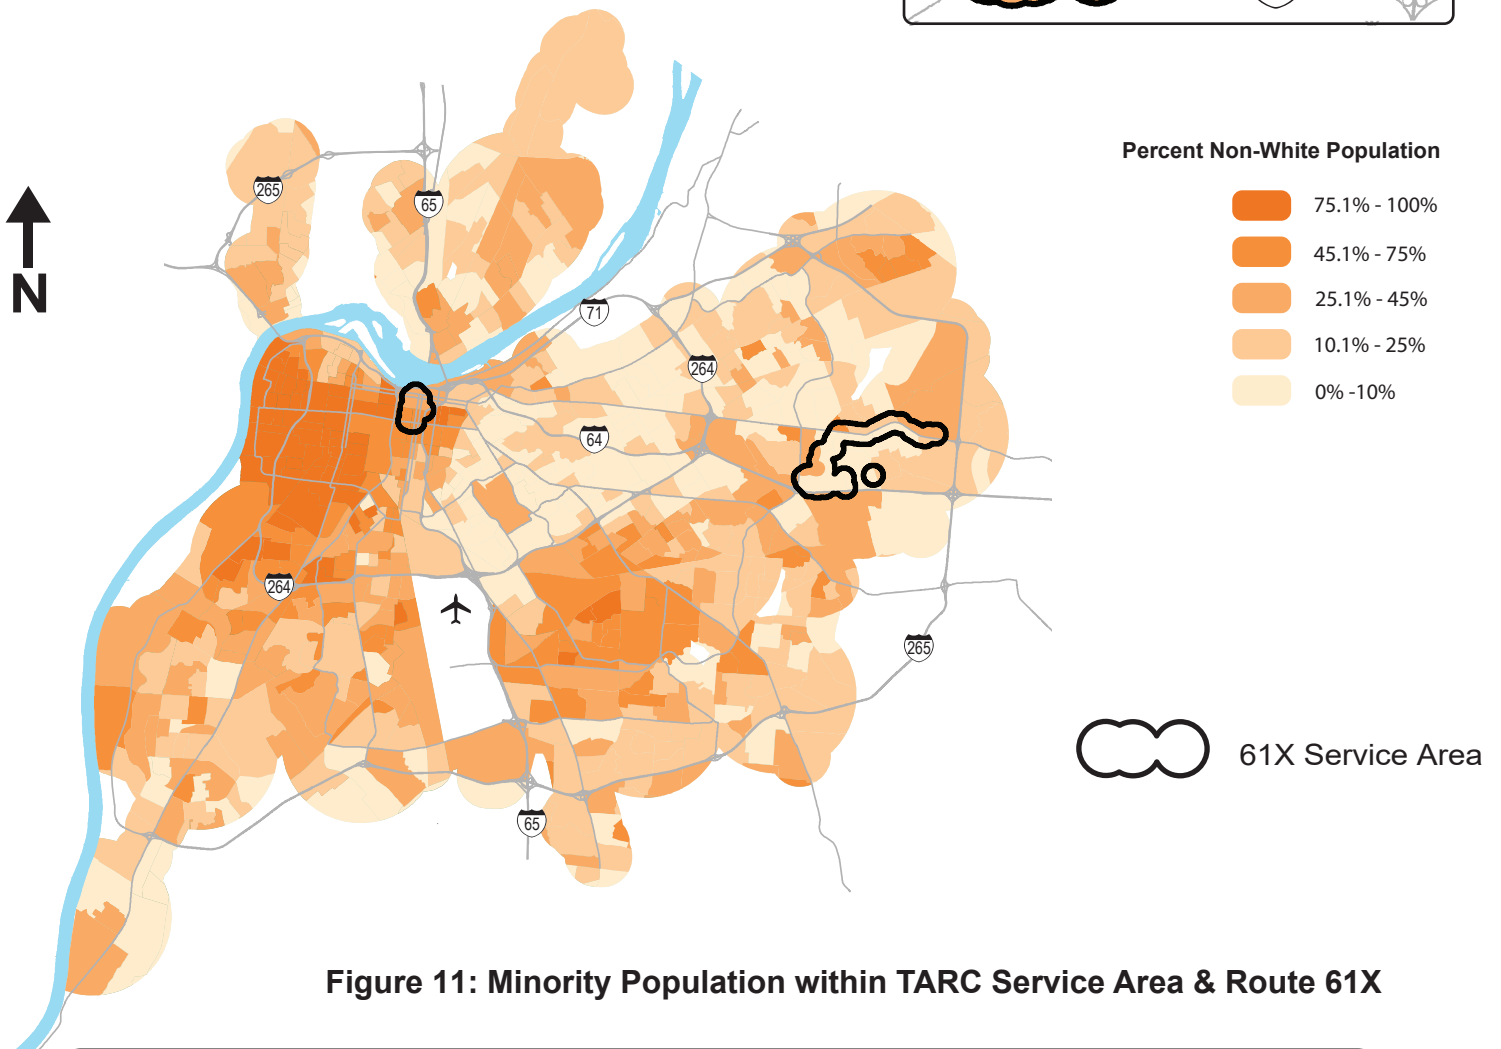 Percent Non-White Population
75.1% - 100%
45.1% - 75%
25.1% - 45%
10.1% - 25%
0% -10%
N
265
65
71
264
64
264
265
65
61X Service Area
Figure 11: Minority Population within TARC Service Area & Route 61X